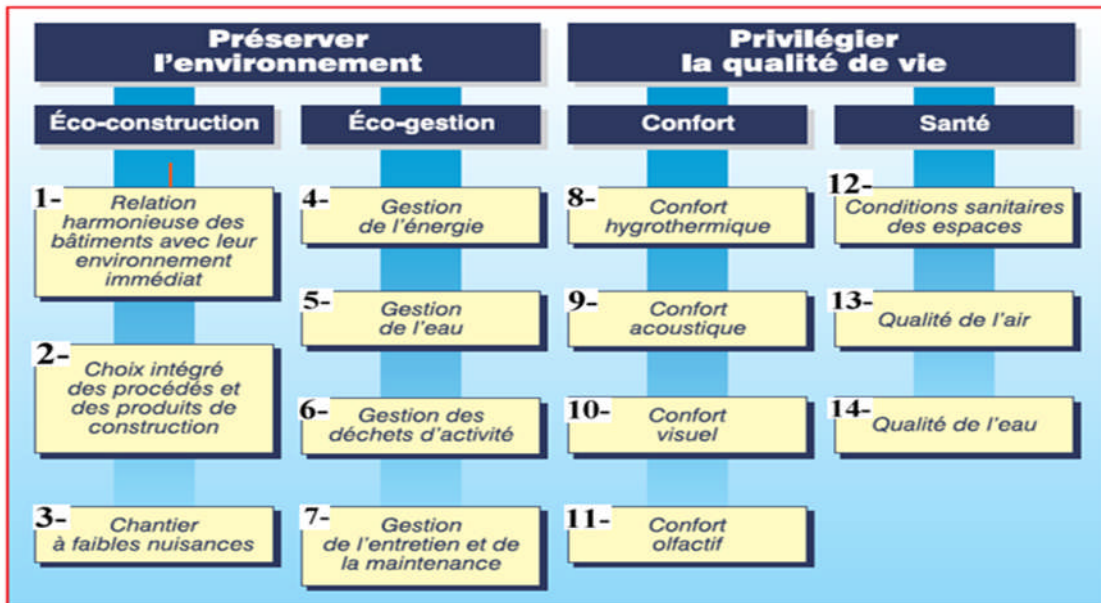 Préserver
l'environnement
Privilégier
la qualité de vie
Éco-construction
1-
Relation
harmonieuse des
bâtiments avec leur
environnement
immédiat
2-
Choix intégré
des procédés et
des produits de
construction
3-
Chantier
à faibles nuisances
Éco-gestion
4-
Gestion
de l'énergie
5-
Gestion
de l'eau
6-
Gestion des
déchets d'activité
7-
Gestion
de l'entretien et de
la maintenance
Confort
8-
Confort
hygrothermique
9-
Confort
acoustique
10-
Confort
visuel
11-
Confort
olfactif
Santé
12-
Conditions sanitaires
des espaces
13-
Qualité de l'air
14-
Qualité de l'eau